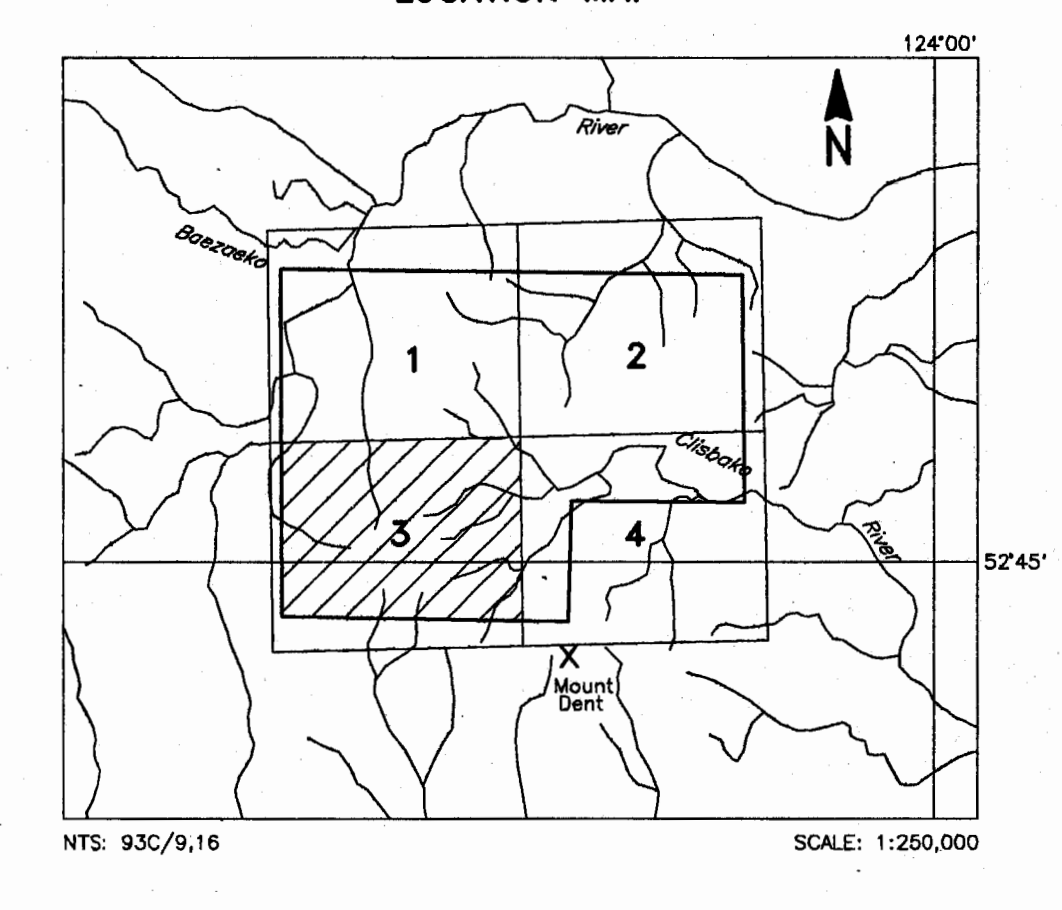 124°00'
N
River
Baezaeko
1
2
Clisbako
3
4
River
52°45'
X
Mount
Dent
NTS: 93C/9,16
SCALE: 1:250,000